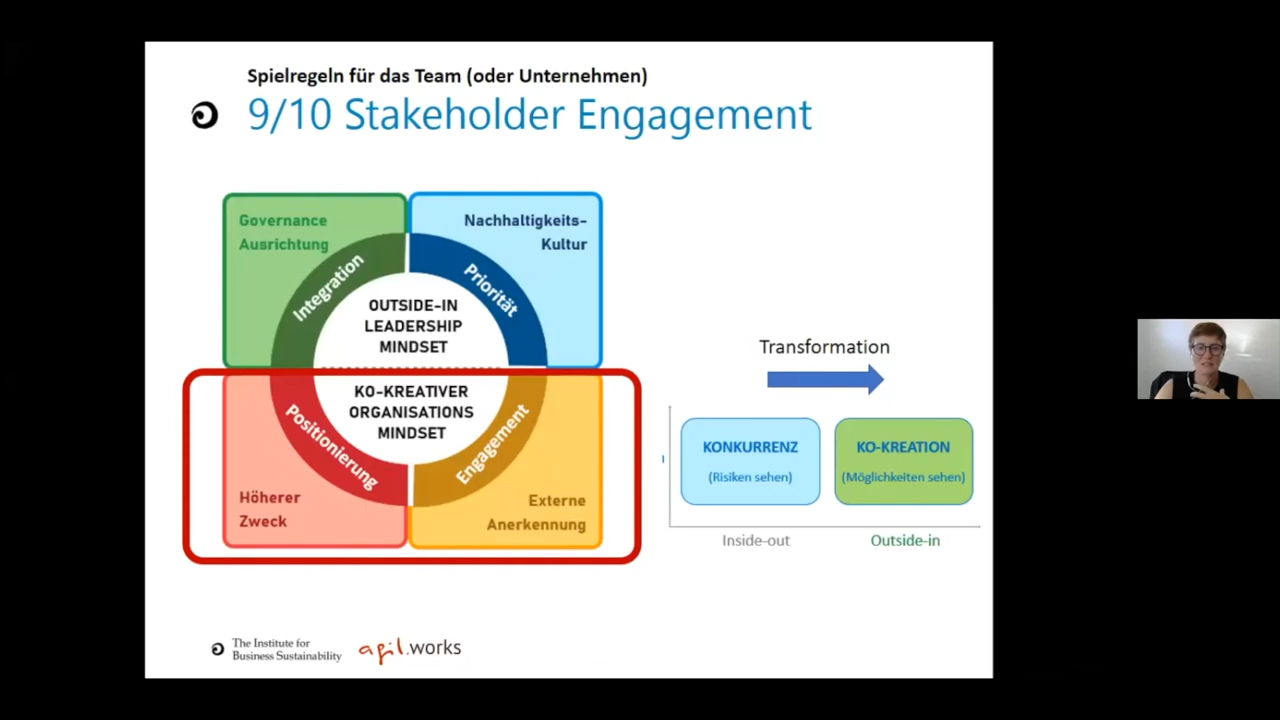 Spielregeln für das Team (oder Unternehmen)
9/10 Stakeholder Engagement
Governance
Ausrichtung
Nachhaltigkeits-
Kultur
Integration
Priorität
OUTSIDE-IN
LEADERSHIP
MINDSET
KO-KREATIVER
ORGANISATIONS
MINDSET
Positionierung
Engagement
Höherer
Zweck
Externe
Anerkennung
Transformation
KONKURRENZ
(Risiken sehen)
KO-KREATION
(Möglichkeiten sehen)
Inside-out
Outside-in
The Institute for
Business Sustainability
agil.works